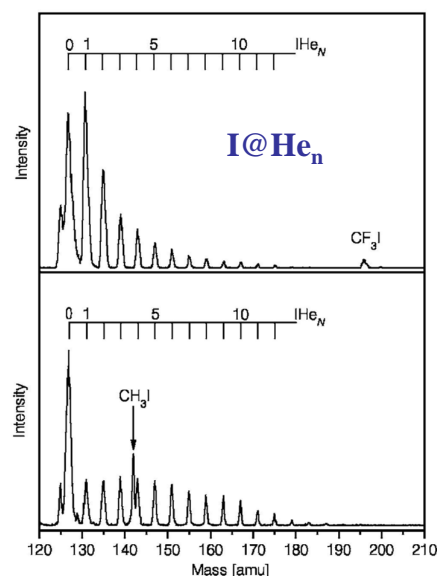 0 1 5 10 IHeN
I@Hen
CF3I
Intensity
0 1 5 10 IHeN
CH3I
Intensity
120 130 140 150 160 170 180 190 200 210
Mass [amu]